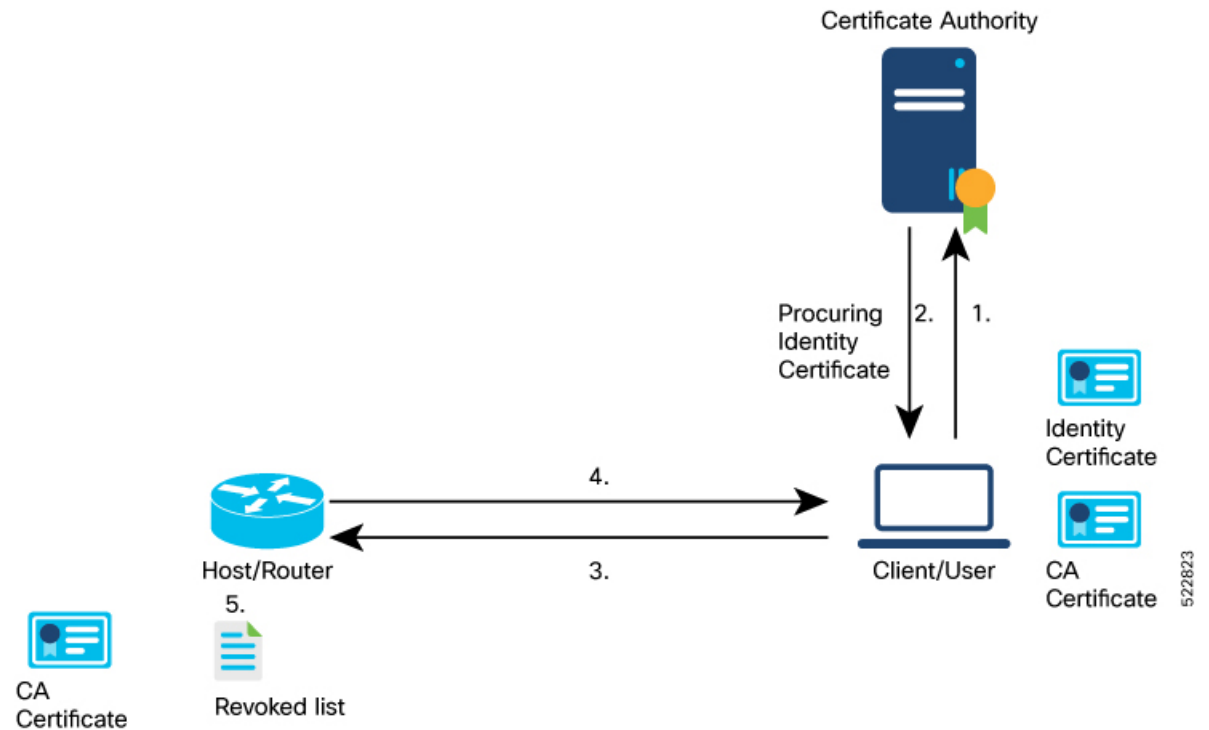 Certificate Authority
Procuring
Identity
Certificate
2.
1.
Identity
Certificate
4.
Host/Router
3.
Client/User
CA
Certificate
522823
5.
CA
Certificate
Revoked list